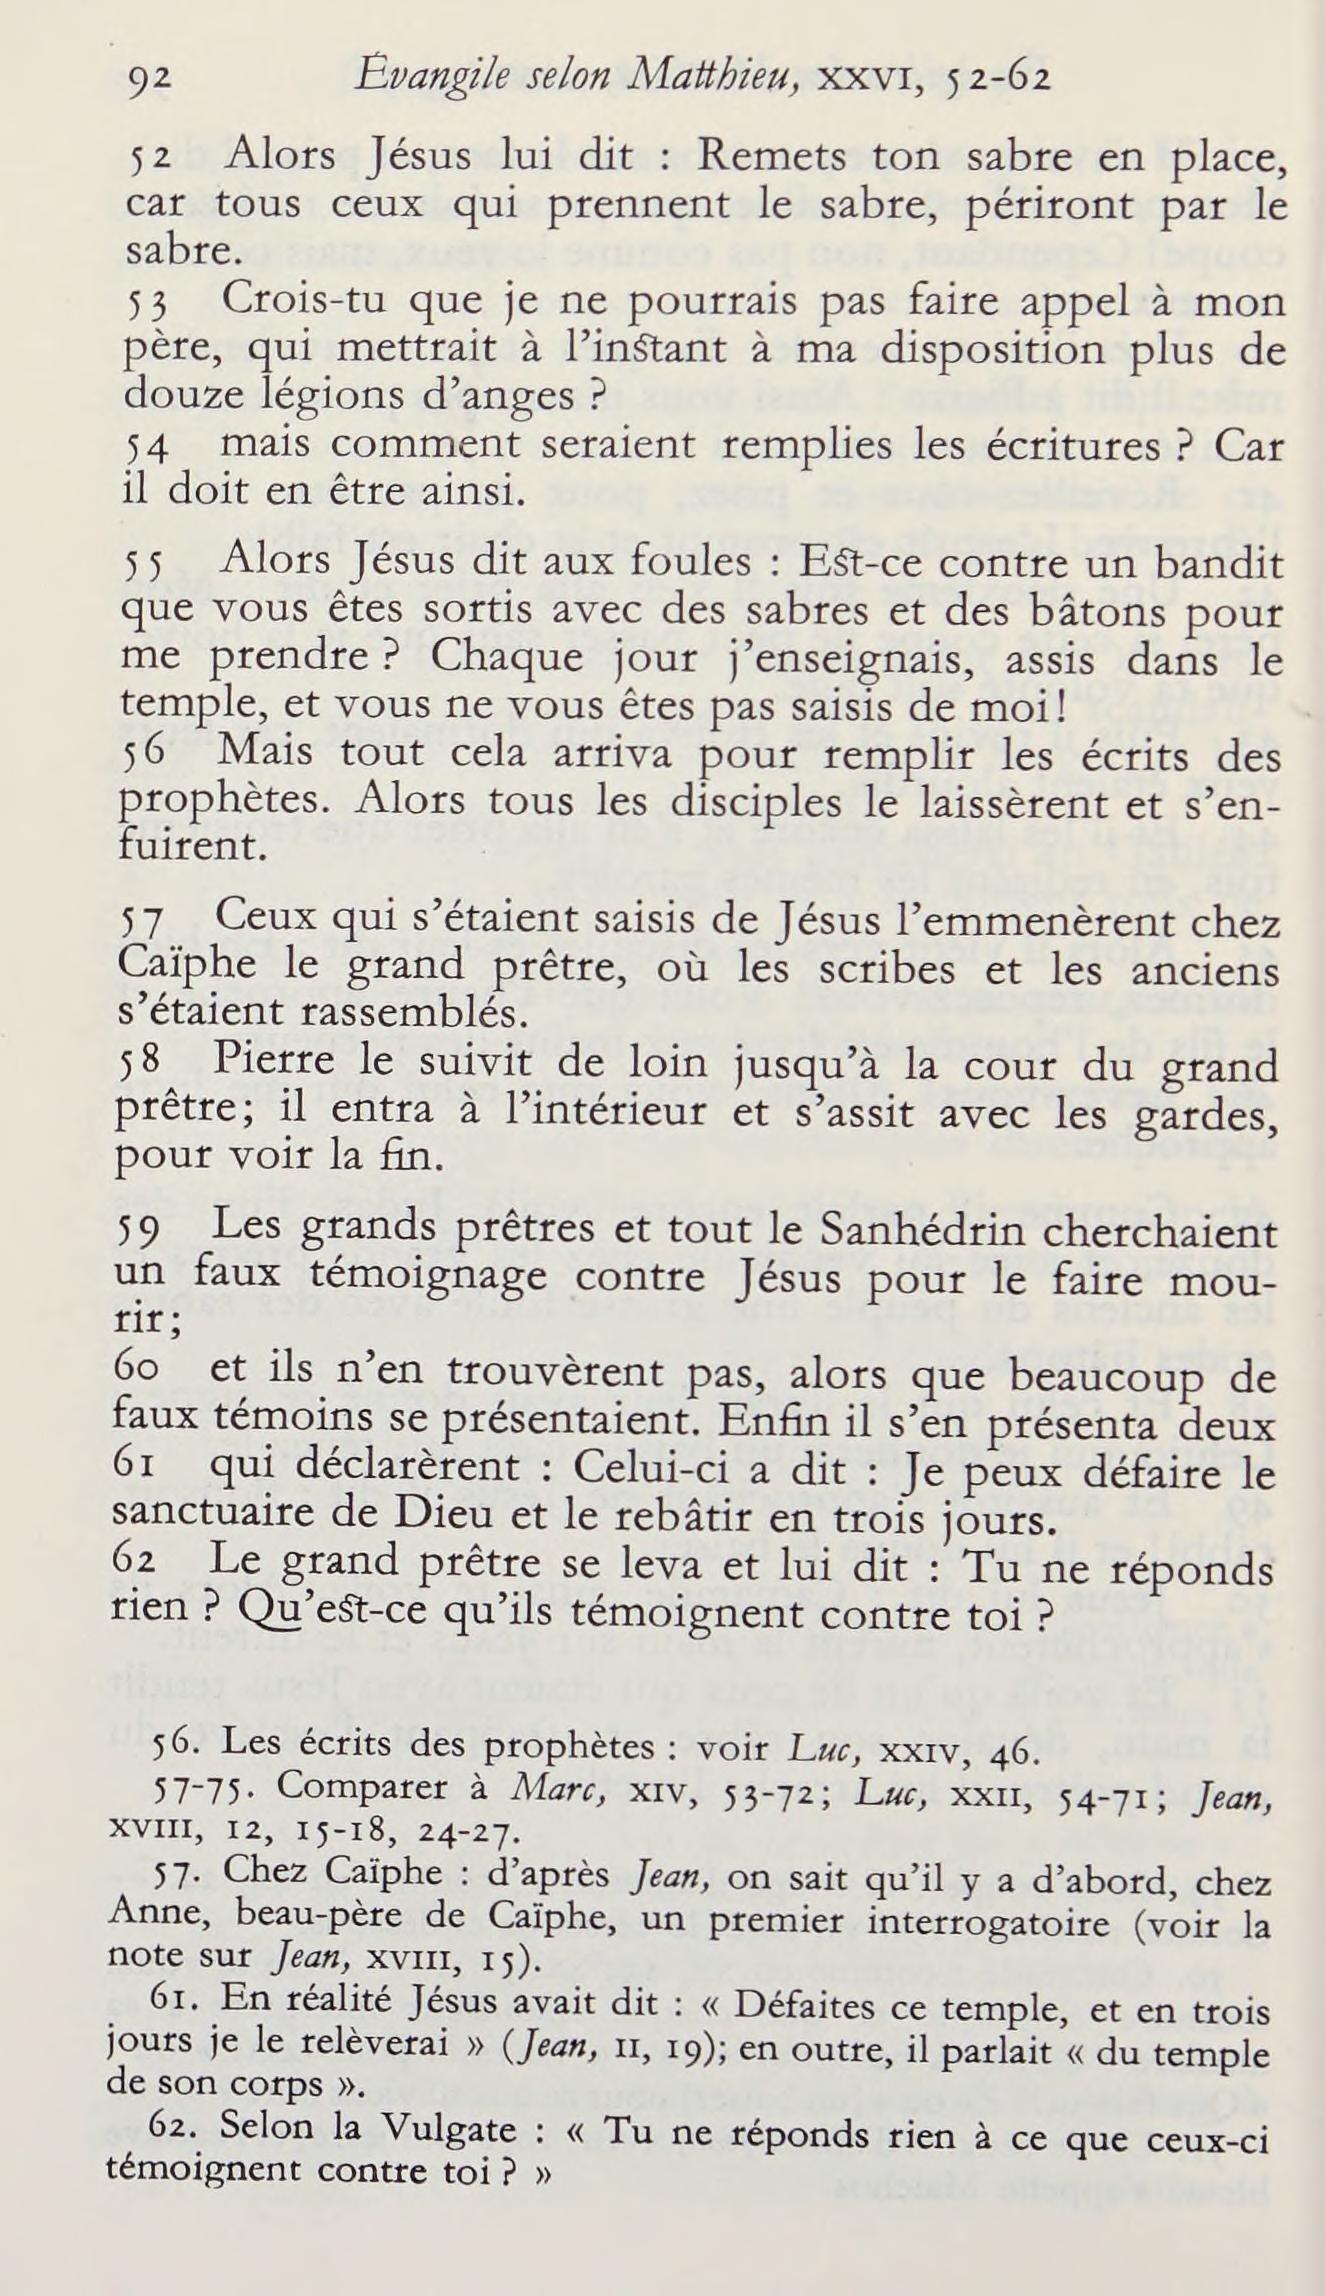 92 Évangile selon Matthieu, XXVI, 52-62
52 Alors Jésus lui dit : Remets ton sabre en place,
car tous ceux qui prennent le sabre, périront par le
sabre.
53 Crois-tu que je ne pourrais pas faire appel à mon
père, qui mettrait à l'instant à ma disposition plus de
douze légions d'anges ?
54 mais comment seraient remplies les écritures ? Car
il doit en être ainsi.
55 Alors Jésus dit aux foules : Est-ce contre un bandit
que vous êtes sortis avec des sabres et des bâtons pour
me prendre ? Chaque jour j'enseignais, assis dans le
temple, et vous ne vous êtes pas saisis de moi !
56 Mais tout cela arriva pour remplir les écrits des
prophètes. Alors tous les disciples le laissèrent et s'en-
fuirent.
57 Ceux qui s'étaient saisis de Jésus l'emmenèrent chez
Caïphe le grand prêtre, où les scribes et les anciens
s'étaient rassemblés.
58 Pierre le suivit de loin jusqu'à la cour du grand
prêtre; il entra à l'intérieur et s'assit avec les gardes,
pour voir la fin.
59 Les grands prêtres et tout le Sanhédrin cherchaient
un faux témoignage contre Jésus pour le faire mou-
rir;
60 et ils n'en trouvèrent pas, alors que beaucoup de
faux témoins se présentaient. Enfin il s'en présenta deux
61 qui déclarèrent : Celui-ci a dit : Je peux défaire le
sanctuaire de Dieu et le rebâtir en trois jours.
62 Le grand prêtre se leva et lui dit : Tu ne réponds
rien ? Qu'est-ce qu'ils témoignent contre toi ?
56. Les écrits des prophètes : voir Luc, XXIV, 46.
57-75. Comparer à Marc, XIV, 53-72; Luc, XXII, 54-71; Jean,
XVIII, 12, 15-18, 24-27.
57. Chez Caïphe : d'après Jean, on sait qu'il y a d'abord, chez
Anne, beau-père de Caïphe, un premier interrogatoire (voir la
note sur Jean, XVIII, 15).
61. En réalité Jésus avait dit : « Défaites ce temple, et en trois
jours je le relèverai » (Jean, II, 19); en outre, il parlait « du temple
de son corps ».
62. Selon la Vulgate : « Tu ne réponds rien à ce que ceux-ci
témoignent contre toi ? »